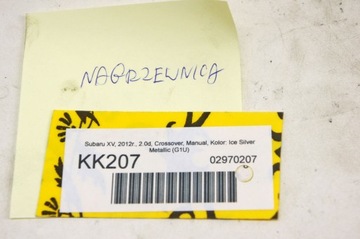 NAGRZEWNICA
Subaru XV, 2012r., 2.0d, Crossover, Manual, Kolor: Ice Silver
Metallic (G1U)
KK207
02970207